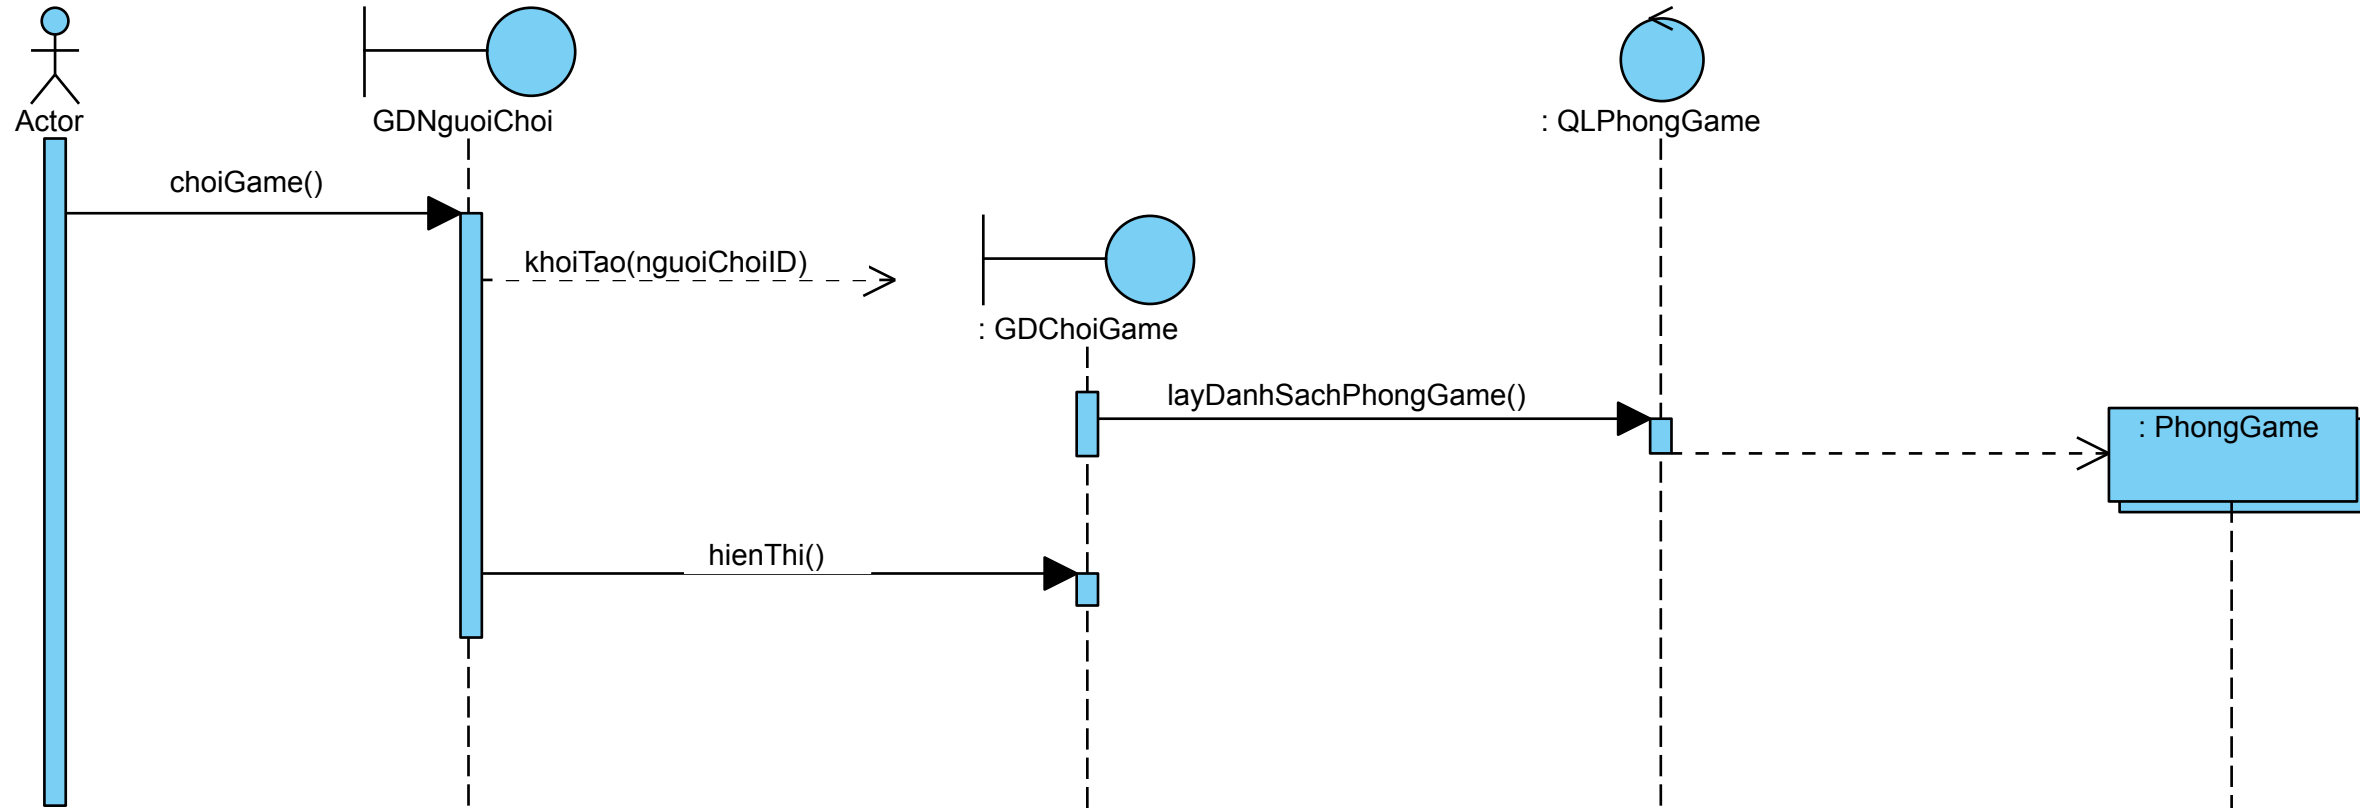 Actor
GDNguoiChoi
: QLPhongGame
choiGame()
khoiTao(nguoiChoiID)
: GDChoiGame
layDanhSachPhongGame()
: PhongGame
hienThi()